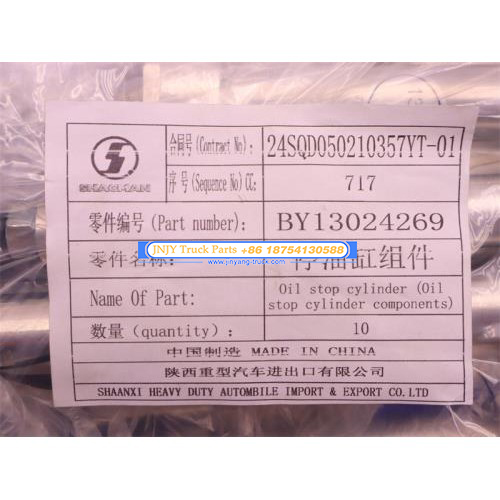 SHACMAN
合同号(Contract No): 24SQD050210357YT-01
序号(Sequence No)CC: 717
零件编号(Part number): BY13024269
JNJY Truck Parts +86 18754130588
www.jinyang-truck.com
零件名称: 停油缸组件
Name Of Part: Oil stop cylinder (Oil
stop cylinder components)
数量(quantity): 10
中国制造 MADE IN CHINA
陕西重型汽车进出口有限公司
SHAANXI HEAVY DUTY AUTOMBILE IMPORT & EXPORT CO.LTD